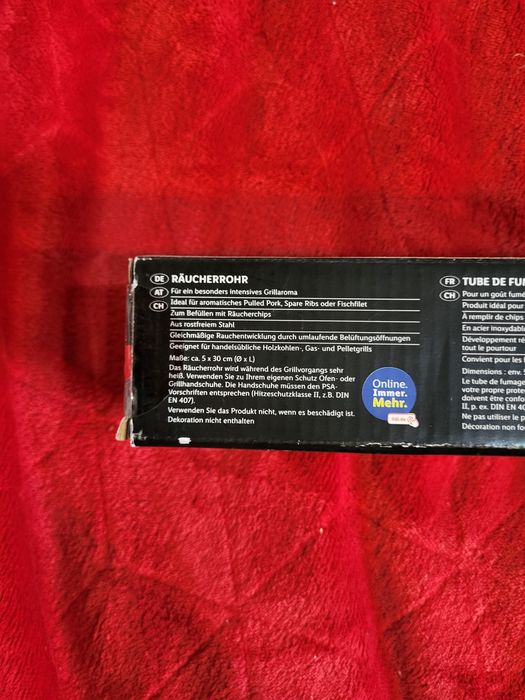 DE RÄUCHERROHR
AT Für ein besonders intensives Grillaroma
CH Ideal für aromatisches Pulled Pork, Spare Ribs oder Fischfilet
Zum Befüllen mit Räucherchips
Aus rostfreiem Stahl
Gleichmäßige Rauchentwicklung durch umlaufende Belüftungsöffnungen
Geeignet für handelsübliche Holzkohlen-, Gas- und Pelletgrills
Maße: ca. 5 x 30 cm (Ø x L)
Das Räucherrohr wird während des Grillvorgangs sehr
heiß. Verwenden Sie zu Ihrem eigenen Schutz Ofen- oder
Grillhandschuhe. Die Handschuhe müssen den PSA-
Vorschriften entsprechen (Hitzeschutzklasse II, z.B. DIN
EN 407).
Verwenden Sie das Produkt nicht, wenn es beschädigt ist.
Dekoration nicht enthalten
Online.
Immer.
Mehr.
FR TUBE DE FU
CH Pour un goût fumé
Produit idéal pour
À remplir de chips
En acier inoxydabl
Développement ré
tout le pourtour
Convient pour les
Dimensions : env. 5
Le tube de fumage
votre propre prote
doivent être confo
II, p. ex. DIN EN 40
Ne pas utiliser le p
Décoration non fo